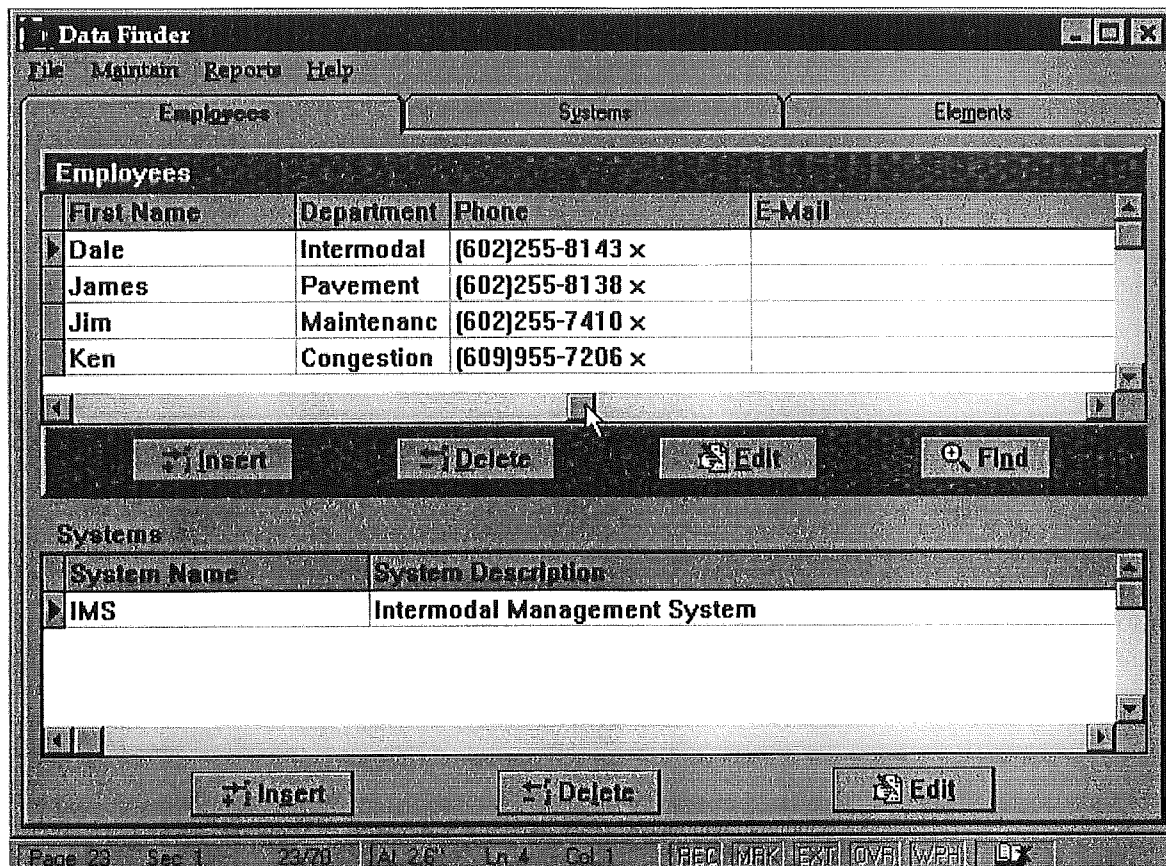 Data Finder
File Maintain Reports Help
Employees Systems Elements
Employees
First Name Department Phone E-Mail
Dale Intermodal (602)255-8143 x
James Pavement (602)255-8138 x
Jim Maintenanc (602)255-7410 x
Ken Congestion (609)955-7206 x
Insert Delete Edit Find
Systems
System Name System Description
IMS Intermodal Management System
Insert Delete Edit
Page 23 Sec 1 23/70 At 2.6" Ln 4 Col 1 REC MRK EXT OVR WPH